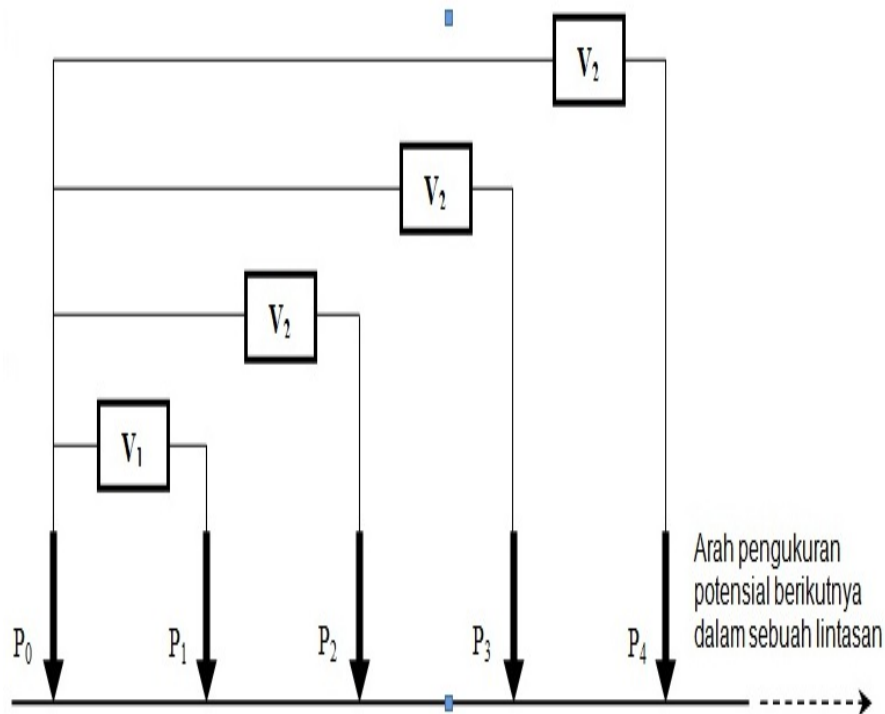 V₂
V₂
V₂
V₁
Arah pengukuran
potensial berikutnya
dalam sebuah lintasan
P₀
P₁
P₂
P₃
P₄